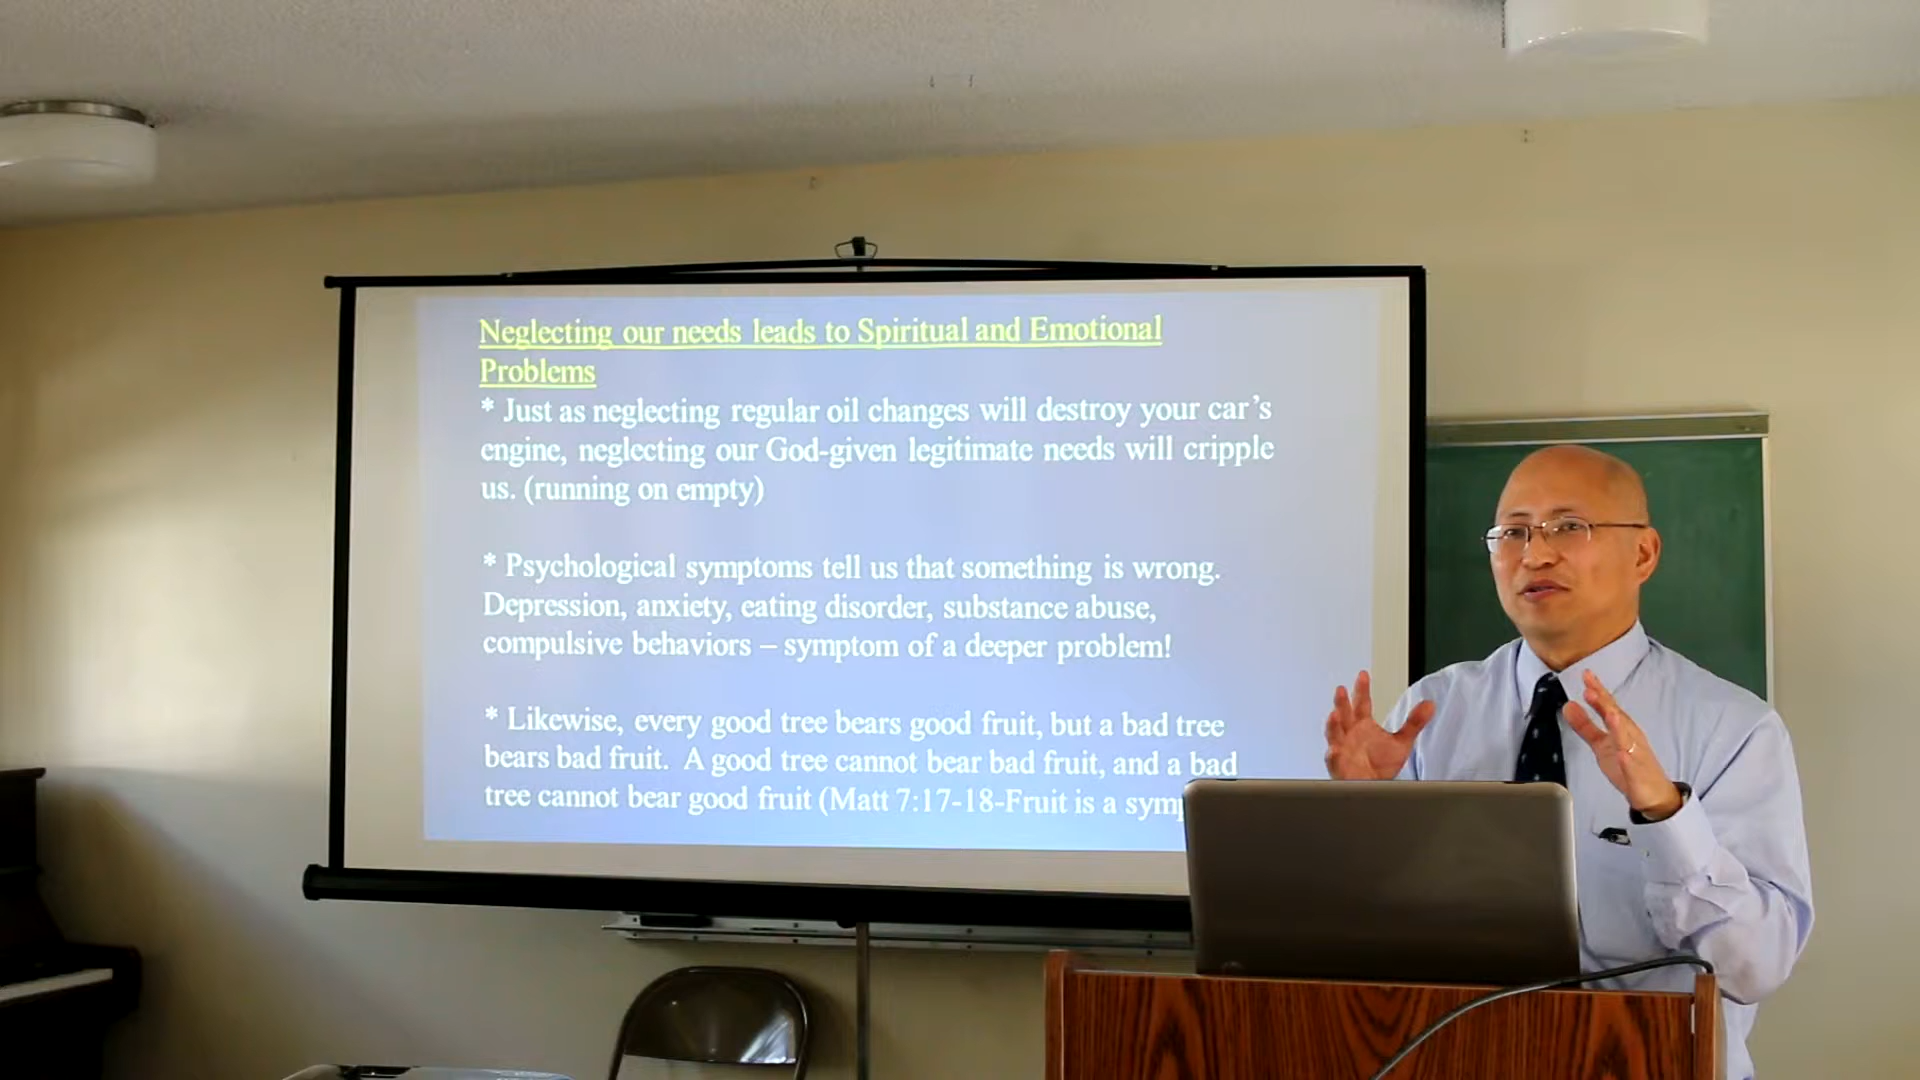 Neglecting our needs leads to Spiritual and Emotional
Problems
* Just as neglecting regular oil changes will destroy your car's
engine, neglecting our God-given legitimate needs will cripple
us. (running on empty)
* Psychological symptoms tell us that something is wrong.
Depression, anxiety, eating disorder, substance abuse,
compulsive behaviors – symptom of a deeper problem!
* Likewise, every good tree bears good fruit, but a bad tree
bears bad fruit.  A good tree cannot bear bad fruit, and a bad
tree cannot bear good fruit (Matt 7:17-18-Fruit is a